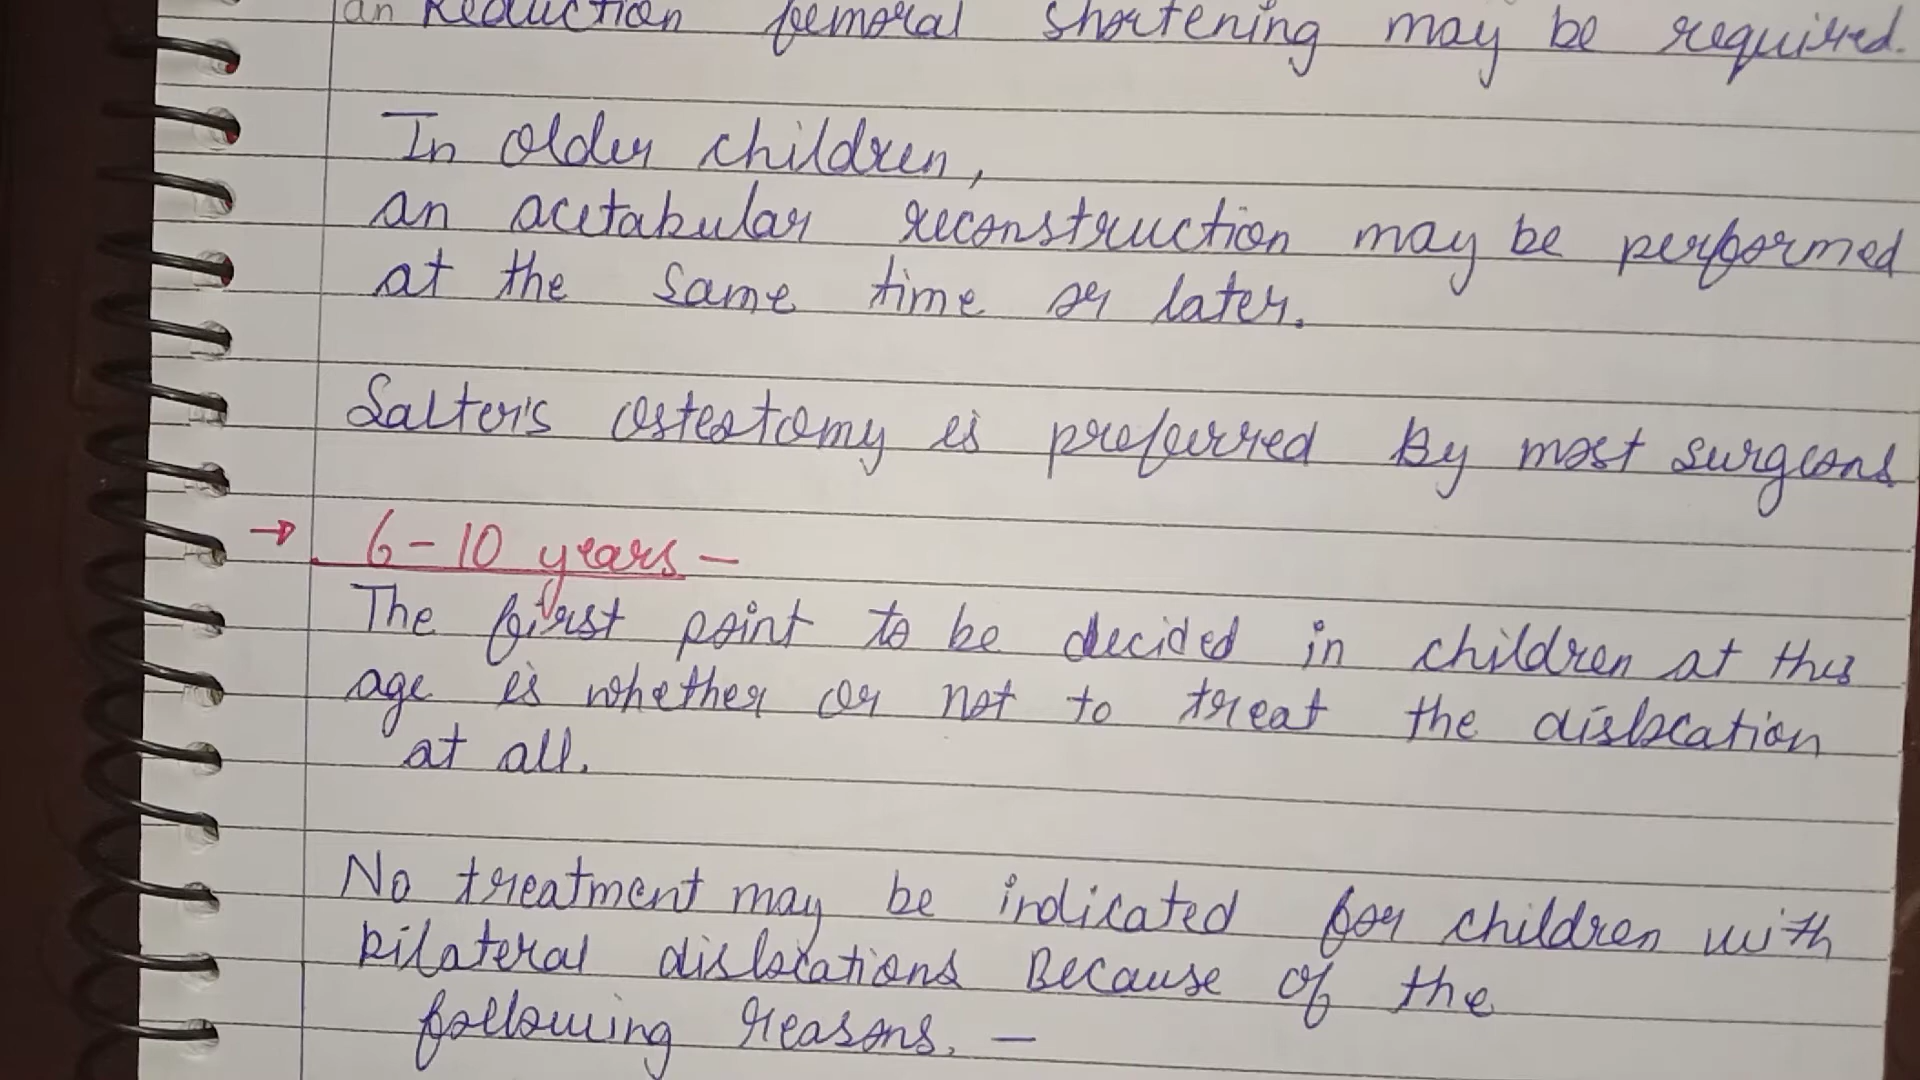 an Reduction femoral shortening may be required.
In older children,
an acetabular reconstruction may be performed
at the same time or later.
Salter's osteotomy is preferred By most surgeons
→ 6-10 years -
The first point to be decided in children at this
age is whether or not to treat the dislocation
at all.
No treatment may be indicated for children with
bilateral dislocations Because of the
following reasons. -